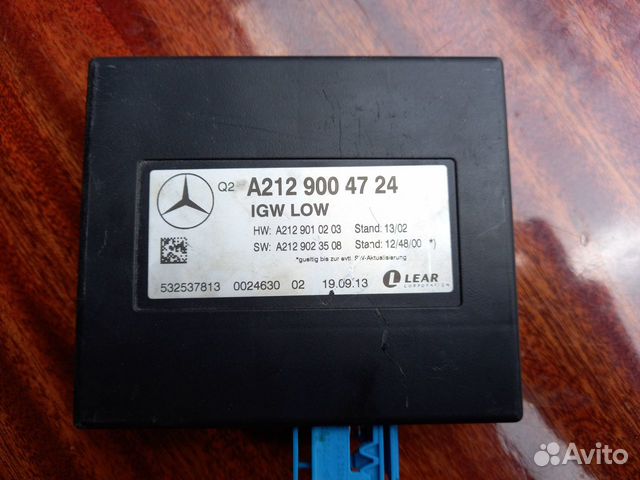 Q2 A212 900 47 24
IGW LOW
HW: A212 901 02 03 Stand: 13/02
SW: A212 902 35 08 Stand: 12/48/00 *)
*gueltig bis zur evtl. SW-Aktualisierung
532537813 0024630 02 19.09.13 LEAR
CORPORATION
Avito